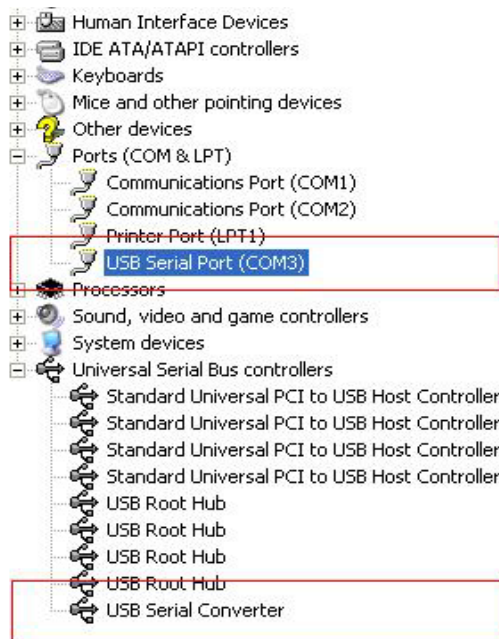 Human Interface Devices
IDE ATA/ATAPI controllers
Keyboards
Mice and other pointing devices
Other devices
Ports (COM & LPT)
Communications Port (COM1)
Communications Port (COM2)
Printer Port (LPT1)
USB Serial Port (COM3)
Processors
Sound, video and game controllers
System devices
Universal Serial Bus controllers
Standard Universal PCI to USB Host Controller
Standard Universal PCI to USB Host Controller
Standard Universal PCI to USB Host Controller
Standard Universal PCI to USB Host Controller
USB Root Hub
USB Root Hub
USB Root Hub
USB Root Hub
USB Serial Converter